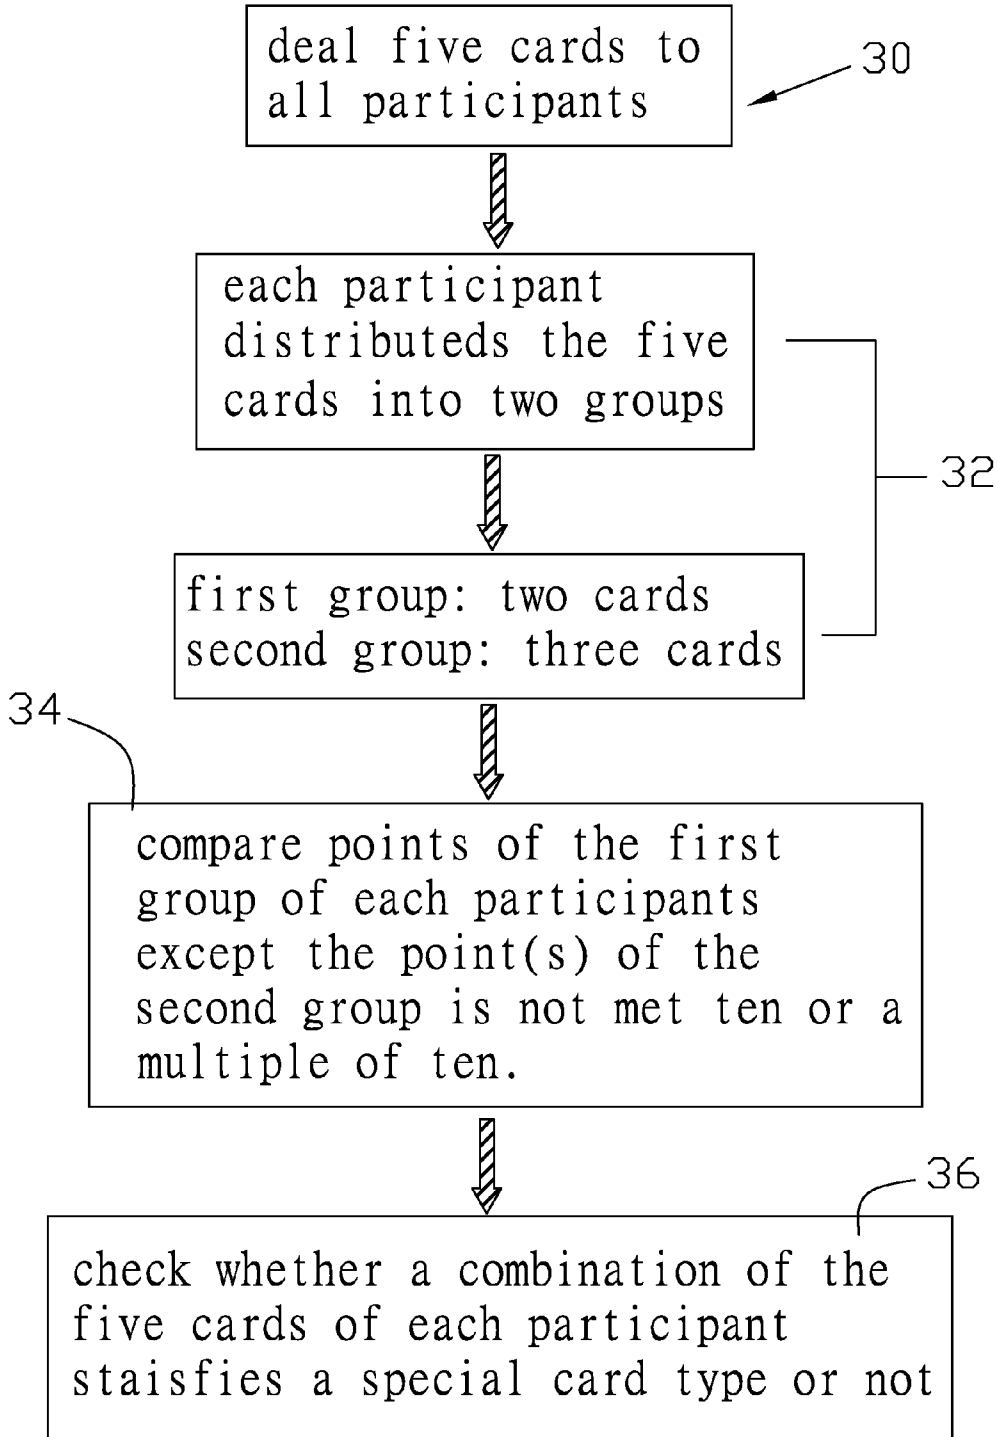 deal five cards to
all participants
30
each participant
distributeds the five
cards into two groups
32
first group: two cards
second group: three cards
34
compare points of the first
group of each participants
except the point(s) of the
second group is not met ten or a
multiple of ten.
36
check whether a combination of the
five cards of each participant
staisfies a special card type or not